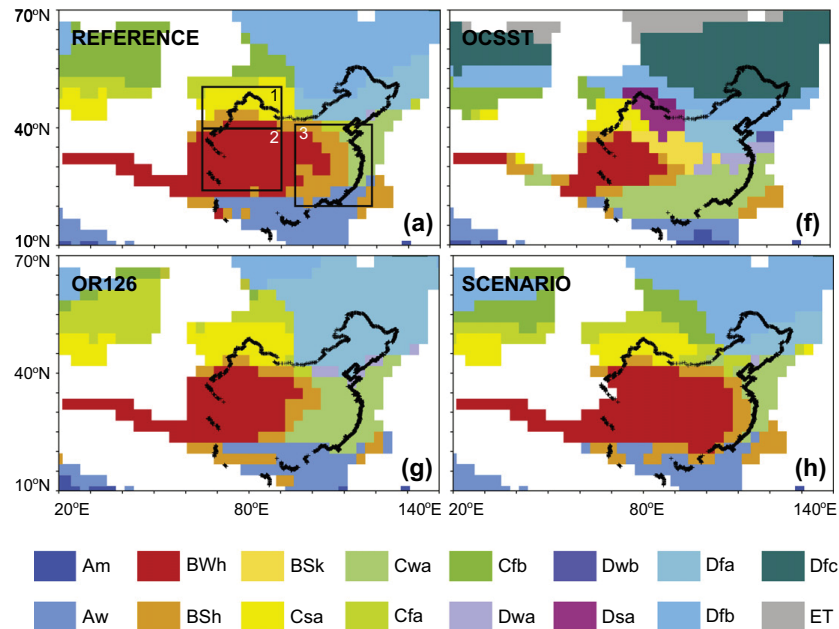 70°N
REFERENCE
OCSST
1
40°N
2
3
(a)
(f)
10°N
70°N
OR126
SCENARIO
40°N
(g)
(h)
10°N
20°E
80°E
140°E
20°E
80°E
140°E
Am
BWh
BSk
Cwa
Cfb
Dwb
Dfa
Dfc
Aw
BSh
Csa
Cfa
Dwa
Dsa
Dfb
ET